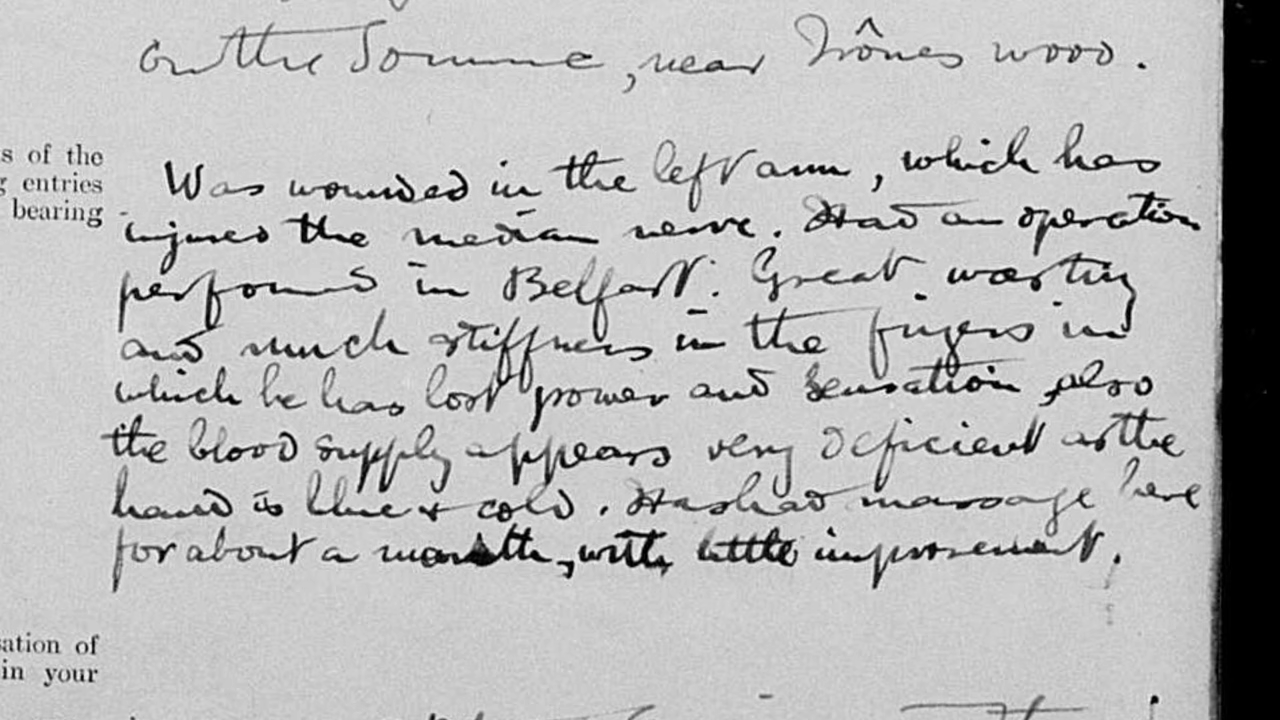 on the Somme, near Trônes wood.
s of the
g entries
bearing
Was wounded in the left arm, which has
injured the median nerve. Had an operation
performed in Belfast. Great wasting
and much stiffness in the fingers in
which he has lost power and sensation, also
the blood supply appears very deficient as the
hand is blue & cold. Has had massage here
for about a month, with little improvement.
sation of
in your